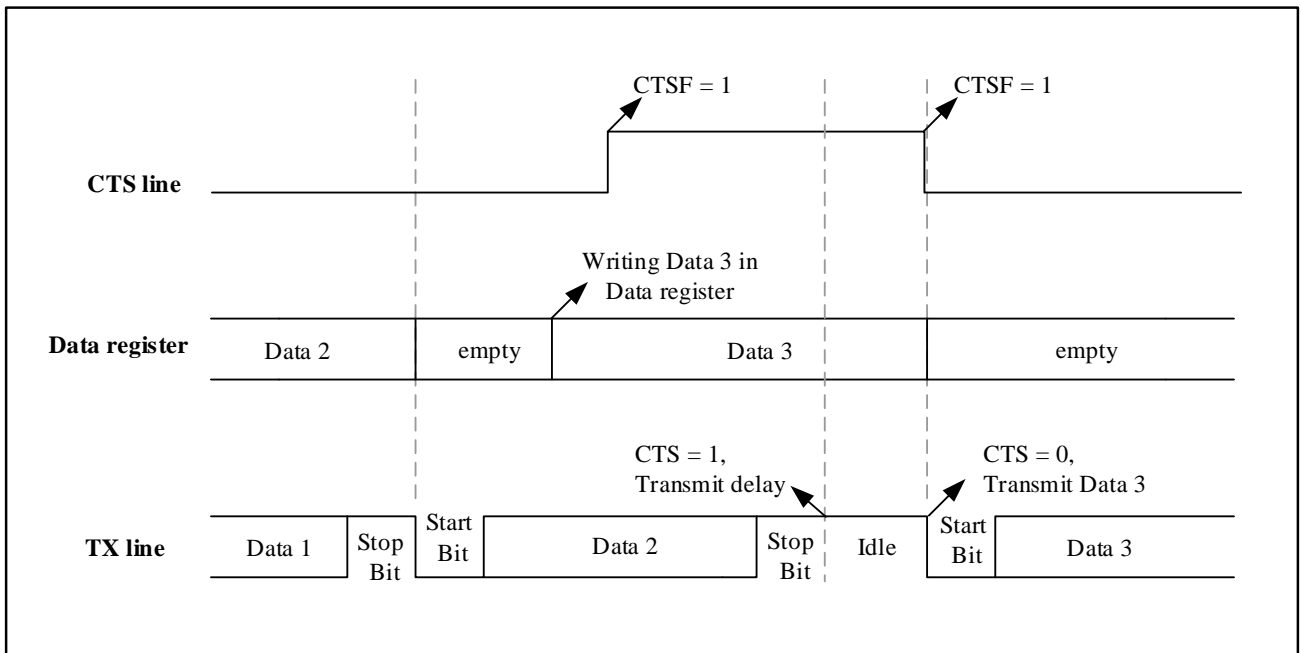 CTSF = 1
CTSF = 1
CTS line
Writing Data 3 in
Data register
Data register
Data 2
empty
Data 3
empty
CTS = 1,
Transmit delay
CTS = 0,
Transmit Data 3
TX line
Data 1
Stop
Bit
Start
Bit
Data 2
Stop
Bit
Idle
Start
Bit
Data 3